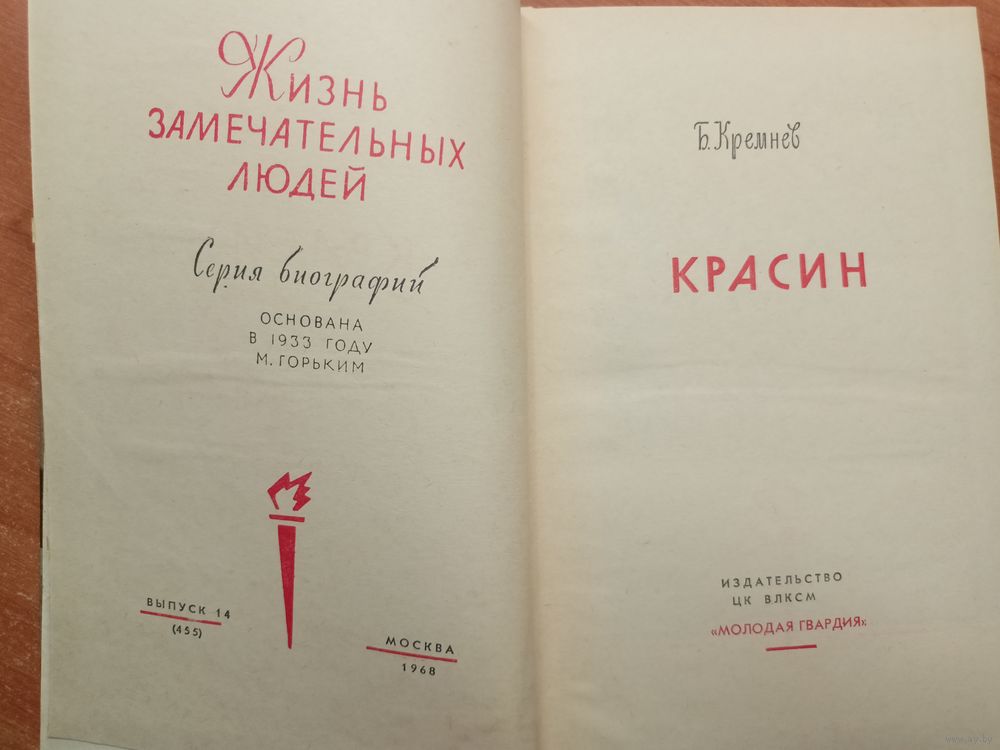 Жизнь
ЗАМЕЧАТЕЛЬНЫХ
ЛЮДЕЙ
Серия биографий
ОСНОВАНА
В 1933 ГОДУ
М. ГОРЬКИМ
ВЫПУСК 14
(455)
МОСКВА
1968
Б. Кремнев
КРАСИН
ИЗДАТЕЛЬСТВО
ЦК ВЛКСМ
«МОЛОДАЯ ГВАРДИЯ»